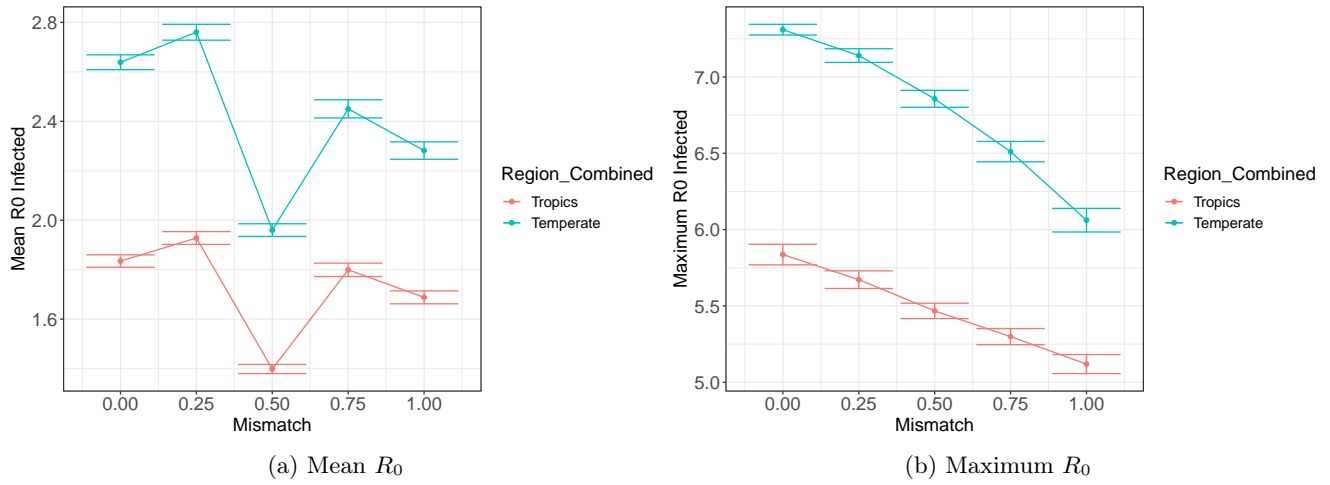 2.8
2.4
2.0
1.6
Mean R0 Infected
0.00 0.25 0.50 0.75 1.00
Mismatch
Region_Combined
Tropics
Temperate
(a) Mean R₀
7.0
6.5
6.0
5.5
5.0
Maximum R0 Infected
0.00 0.25 0.50 0.75 1.00
Mismatch
Region_Combined
Tropics
Temperate
(b) Maximum R₀